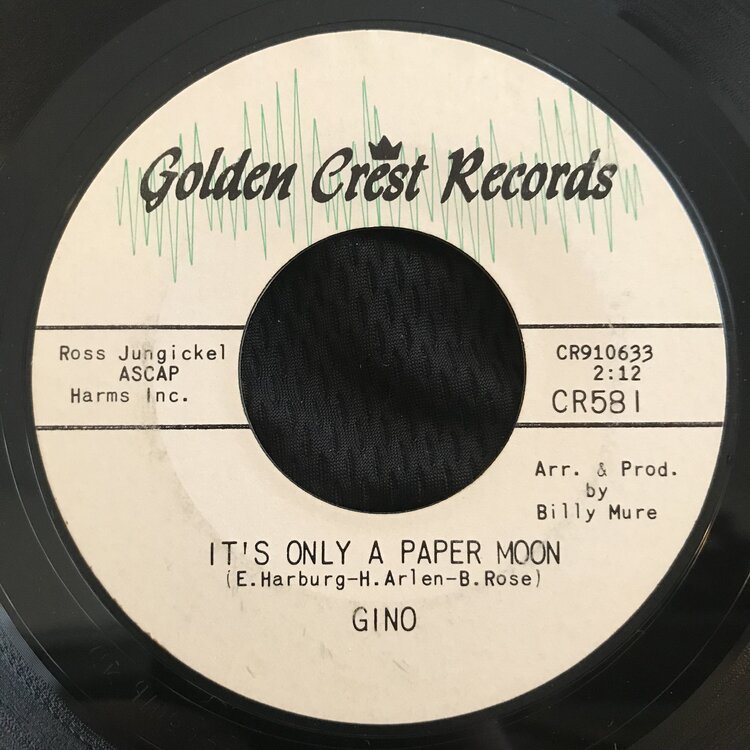 Golden Crest Records
Ross Jungickel
ASCAP
Harms Inc.
CR910633
2:12
CR581
Arr. & Prod.
by
Billy Mure
IT'S ONLY A PAPER MOON
(E.Harburg-H.Arlen-B.Rose)
GINO